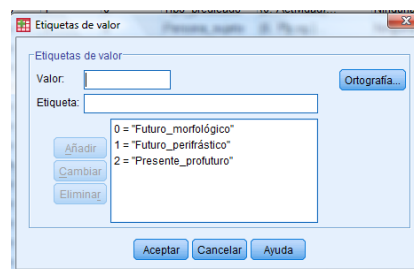 Etiquetas de valor
Etiquetas de valor
Valor:
Ortografía...
Etiqueta:
0 = "Futuro_morfológico"
1 = "Futuro_perifrástico"
2 = "Presente_profuturo"
Añadir
Cambiar
Eliminar
Aceptar
Cancelar
Ayuda